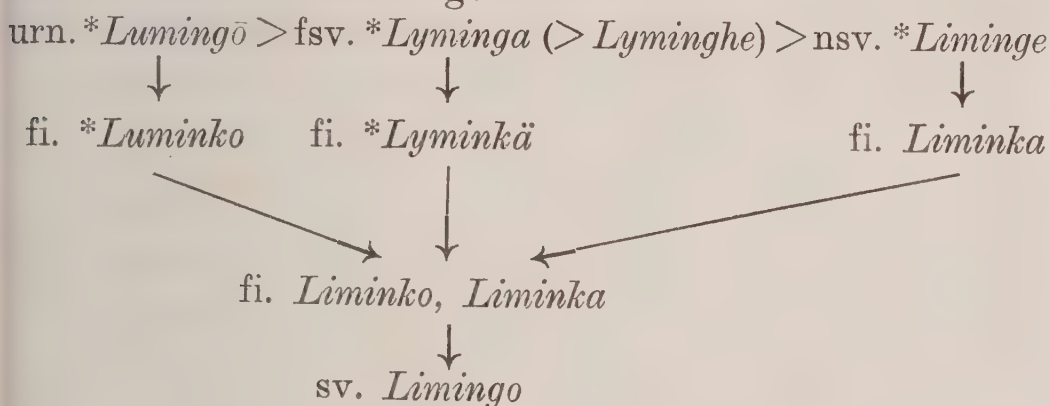 urn. *Lumingō > fsv. *Lyminga (> Lyminghe) > nsv. *Liminge
fi. *Luminko fi. *Lyminkä fi. Liminka
fi. Liminko, Liminka
sv. Limingo